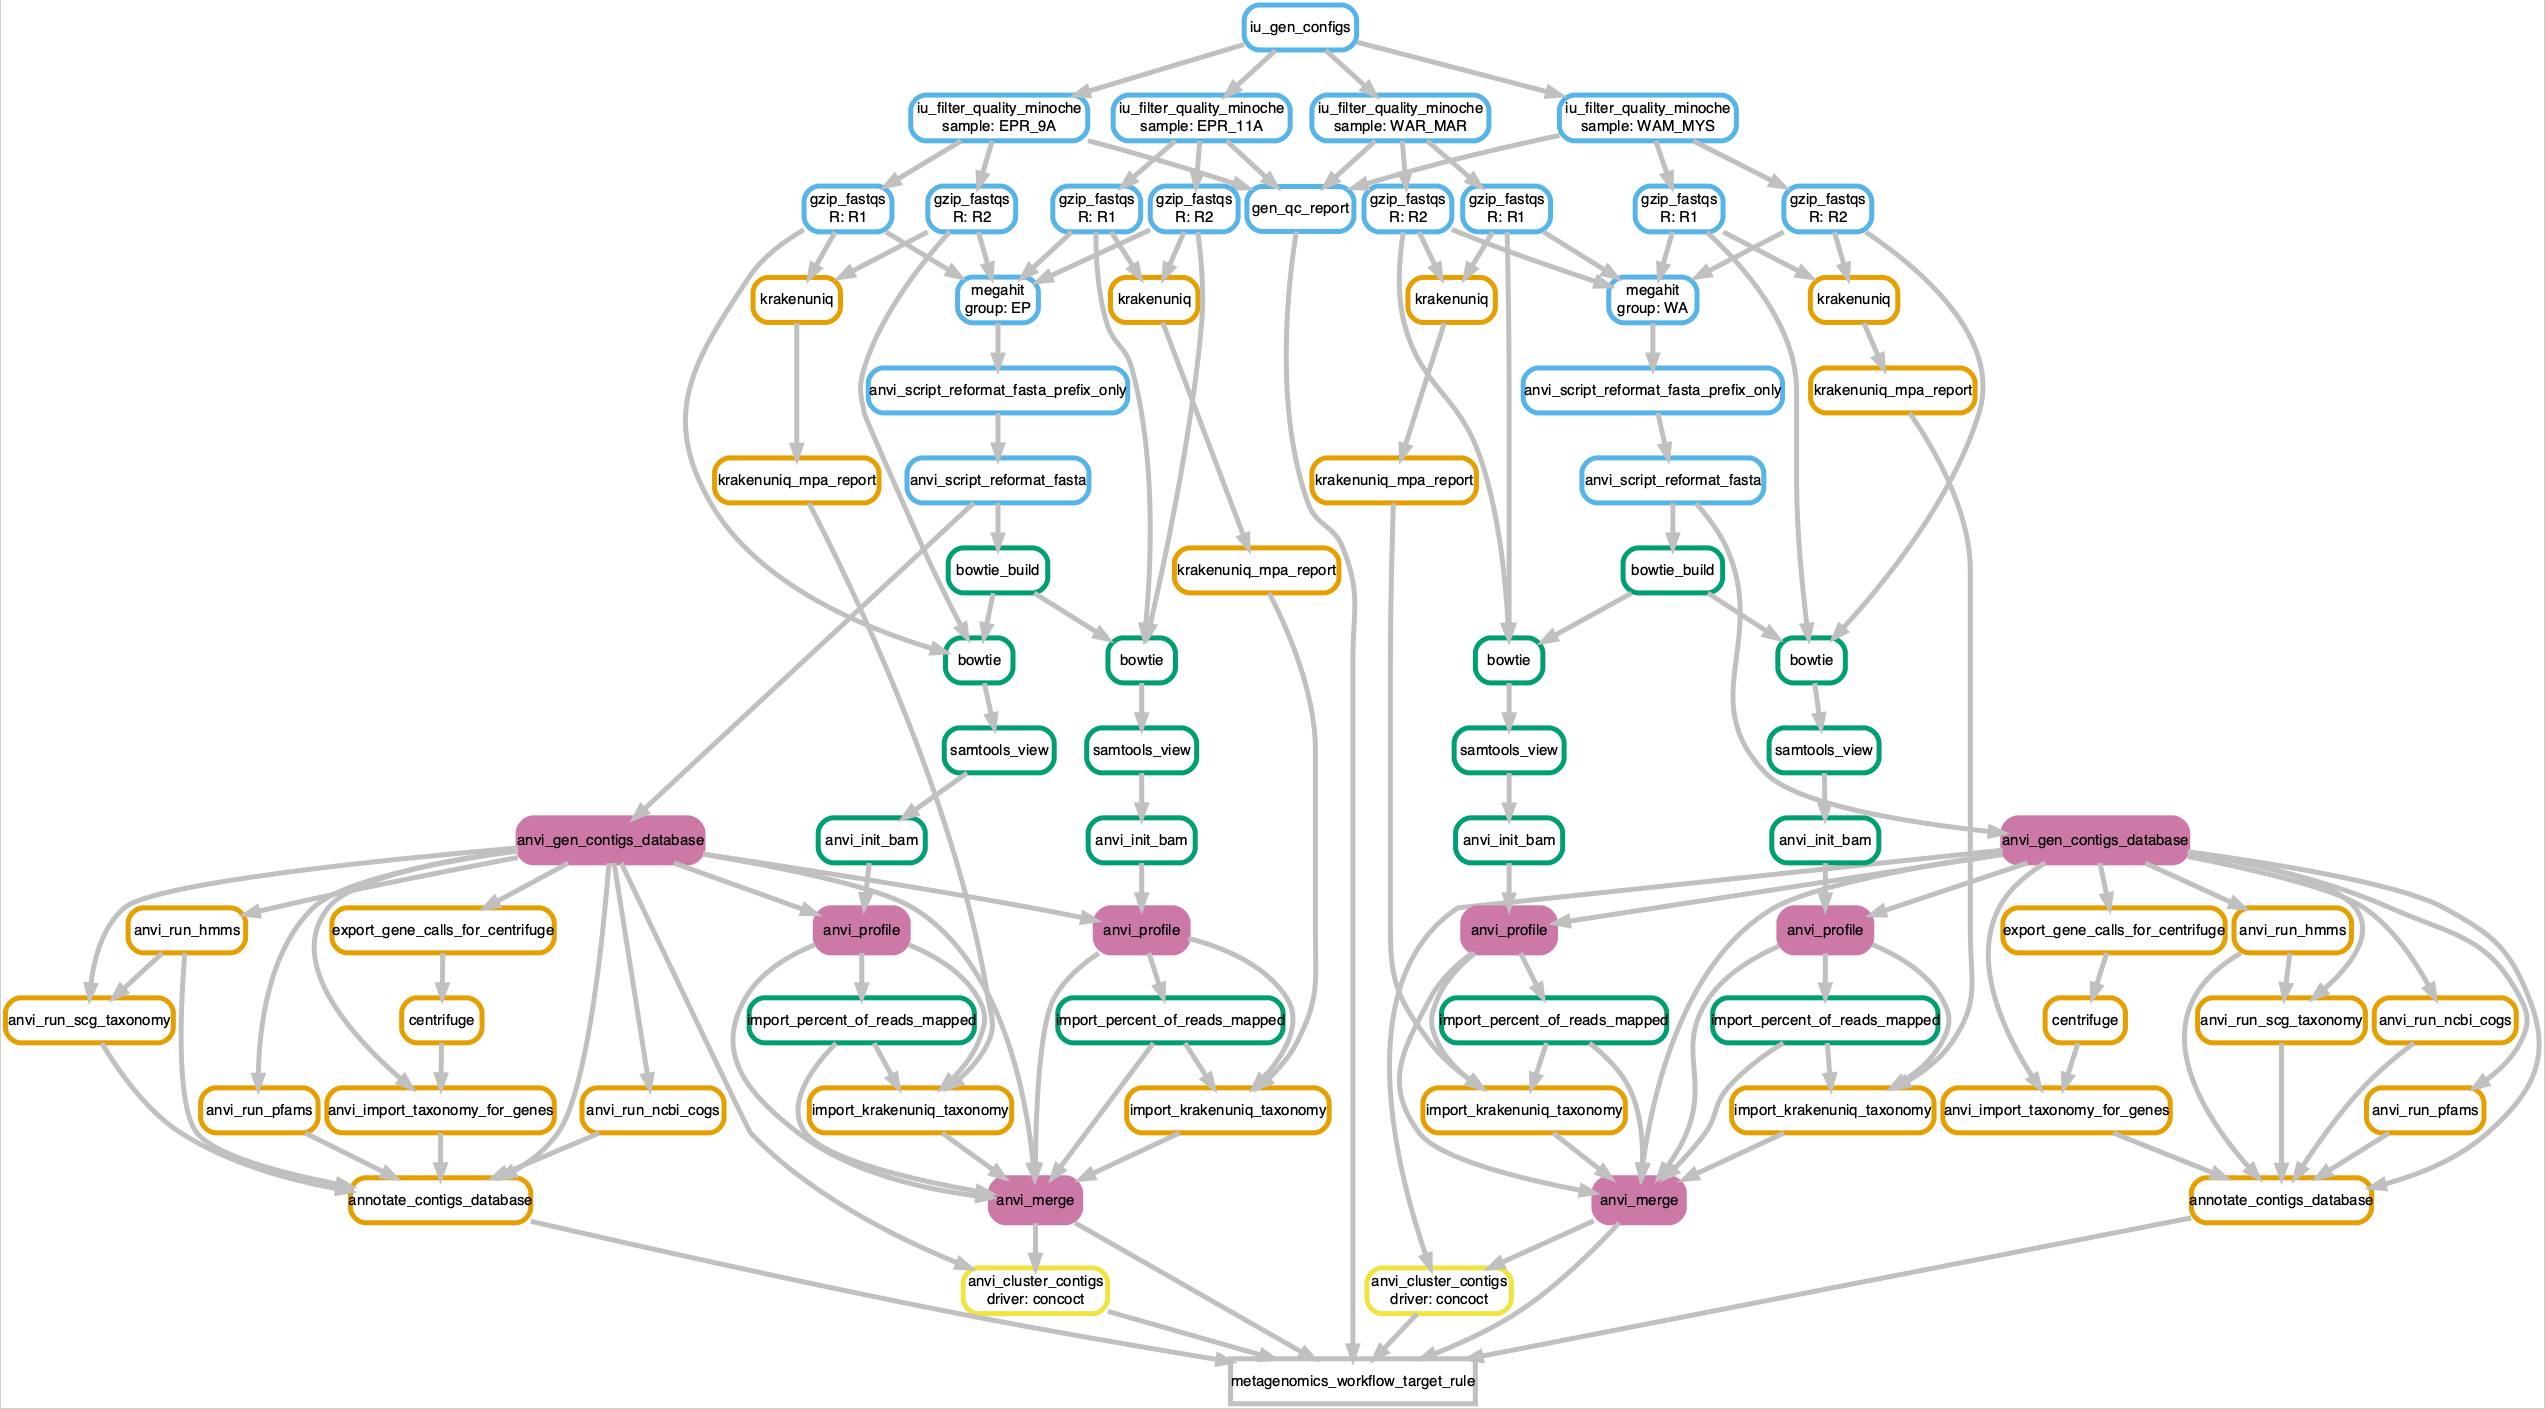 iu_gen_configs
iu_filter_quality_minoche
sample: EPR_9A
iu_filter_quality_minoche
sample: EPR_11A
iu_filter_quality_minoche
sample: WAR_MAR
iu_filter_quality_minoche
sample: WAM_MYS
gzip_fastqs
R: R1
gzip_fastqs
R: R2
gzip_fastqs
R: R1
gzip_fastqs
R: R2
gen_qc_report
gzip_fastqs
R: R2
gzip_fastqs
R: R1
gzip_fastqs
R: R1
gzip_fastqs
R: R2
krakenuniq
megahit
group: EP
krakenuniq
krakenuniq
megahit
group: WA
krakenuniq
anvi_script_reformat_fasta_prefix_only
anvi_script_reformat_fasta_prefix_only
krakenuniq_mpa_report
krakenuniq_mpa_report
anvi_script_reformat_fasta
krakenuniq_mpa_report
anvi_script_reformat_fasta
bowtie_build
krakenuniq_mpa_report
bowtie_build
bowtie
bowtie
bowtie
bowtie
samtools_view
samtools_view
samtools_view
samtools_view
anvi_gen_contigs_database
anvi_init_bam
anvi_init_bam
anvi_init_bam
anvi_init_bam
anvi_gen_contigs_database
anvi_run_hmms
export_gene_calls_for_centrifuge
anvi_profile
anvi_profile
anvi_profile
anvi_profile
export_gene_calls_for_centrifuge
anvi_run_hmms
anvi_run_scg_taxonomy
centrifuge
import_percent_of_reads_mapped
import_percent_of_reads_mapped
import_percent_of_reads_mapped
import_percent_of_reads_mapped
centrifuge
anvi_run_scg_taxonomy
anvi_run_ncbi_cogs
anvi_run_pfams
anvi_import_taxonomy_for_genes
anvi_run_ncbi_cogs
import_krakenuniq_taxonomy
import_krakenuniq_taxonomy
import_krakenuniq_taxonomy
import_krakenuniq_taxonomy
anvi_import_taxonomy_for_genes
anvi_run_pfams
annotate_contigs_database
anvi_merge
anvi_merge
annotate_contigs_database
anvi_cluster_contigs
driver: concoct
anvi_cluster_contigs
driver: concoct
metagenomics_workflow_target_rule